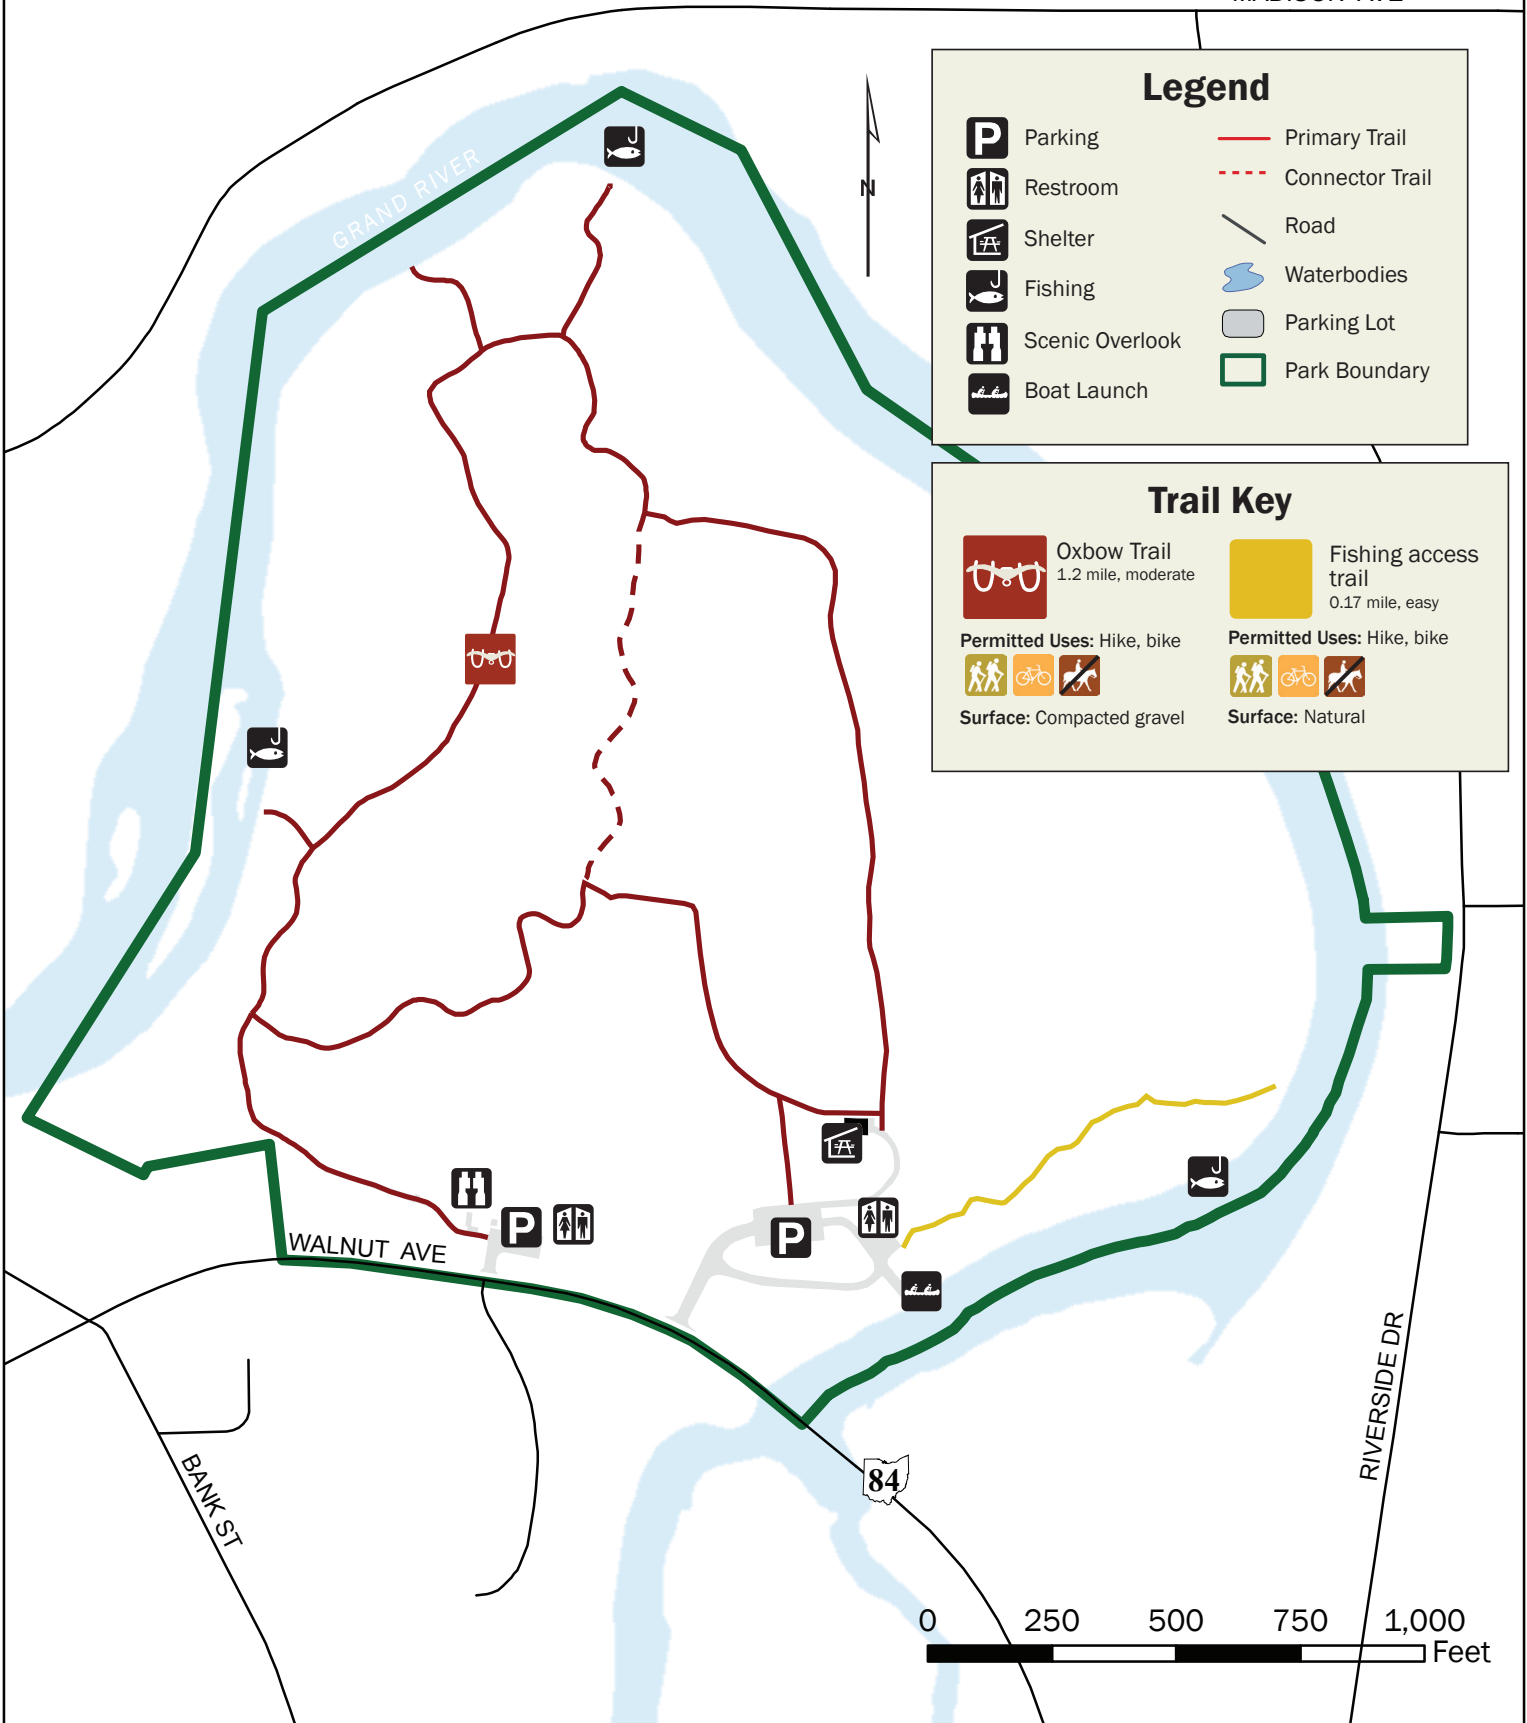 MADISON AVE
GRAND RIVER
N
Legend
P Parking
Restroom
Shelter
Fishing
Scenic Overlook
Boat Launch
Primary Trail
Connector Trail
Road
Waterbodies
Parking Lot
Park Boundary
Trail Key
Oxbow Trail
1.2 mile, moderate
Permitted Uses: Hike, bike
Surface: Compacted gravel
Fishing access
trail
0.17 mile, easy
Permitted Uses: Hike, bike
Surface: Natural
P
P
WALNUT AVE
BANK ST
84
RIVERSIDE DR
0 250 500 750 1,000
Feet